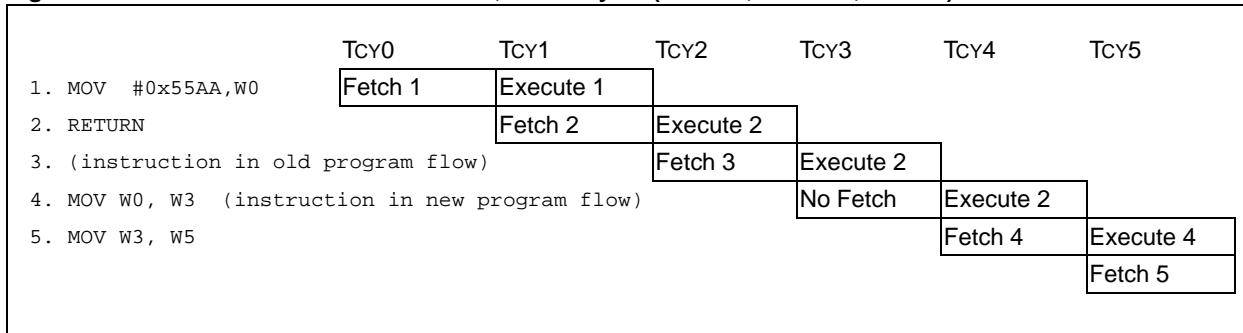 TCY0 TCY1 TCY2 TCY3 TCY4 TCY5
1. MOV #0x55AA,W0 Fetch 1 Execute 1
2. RETURN Fetch 2 Execute 2
3. (instruction in old program flow) Fetch 3 Execute 2
4. MOV W0, W3 (instruction in new program flow) No Fetch Execute 2
5. MOV W3, W5 Fetch 4 Execute 4
Fetch 5